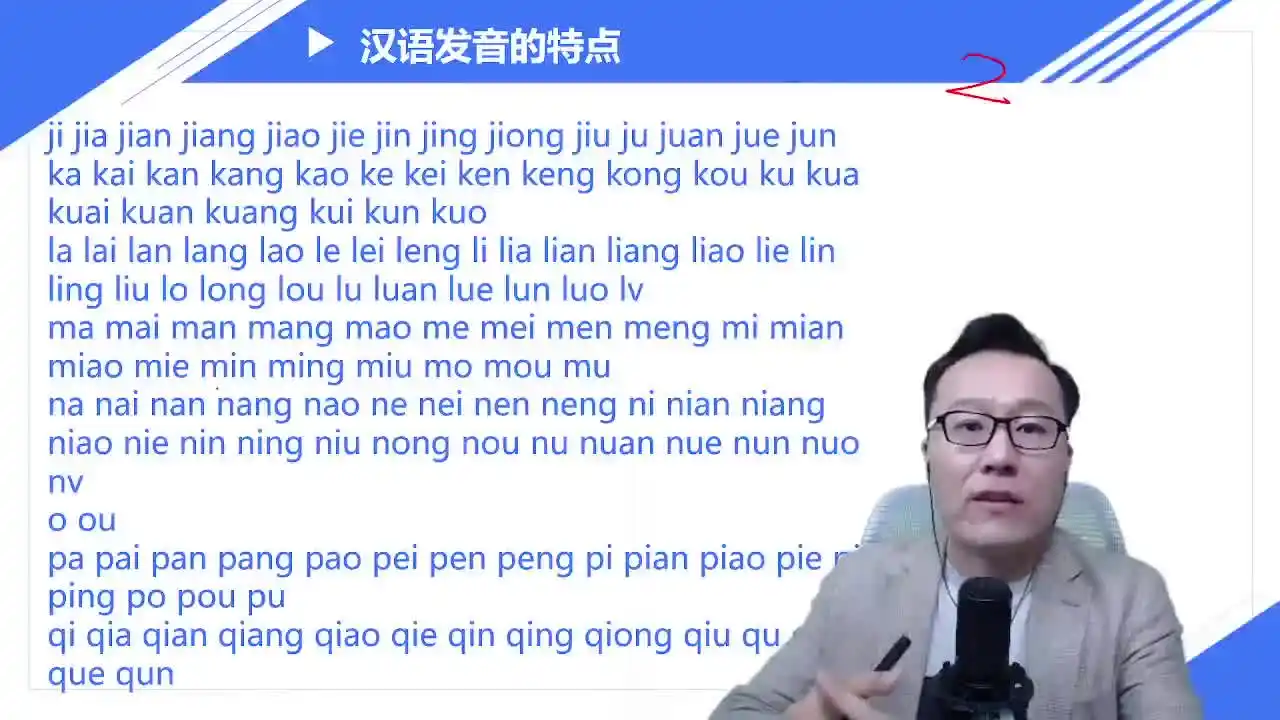 汉语发音的特点
2
ji jia jian jiang jiao jie jin jing jiong jiu ju juan jue jun
ka kai kan kang kao ke kei ken keng kong kou ku kua
kuai kuan kuang kui kun kuo
la lai lan lang lao le lei leng li lia lian liang liao lie lin
ling liu lo long lou lu luan lue lun luo lv
ma mai man mang mao me mei men meng mi mian
miao mie min ming miu mo mou mu
na nai nan nang nao ne nei nen neng ni nian niang
niao nie nin ning niu nong nou nu nuan nue nun nuo
nv
o ou
pa pai pan pang pao pei pen peng pi pian piao pie
ping po pou pu
qi qia qian qiang qiao qie qin qing qiong qiu qu
que qun